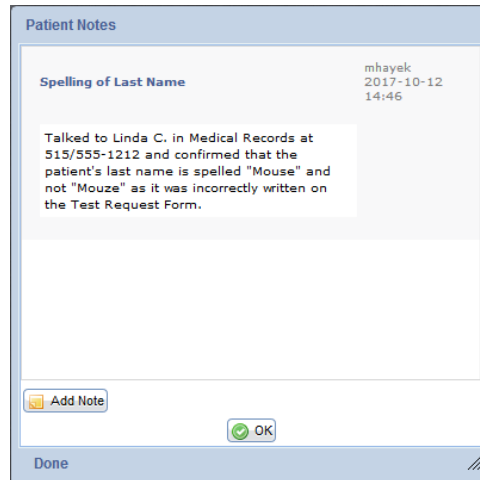 Patient Notes
Spelling of Last Name
mhayek
2017-10-12
14:46
Talked to Linda C. in Medical Records at
515/555-1212 and confirmed that the
patient's last name is spelled "Mouse" and
not "Mouze" as it was incorrectly written on
the Test Request Form.
Add Note
OK
Done